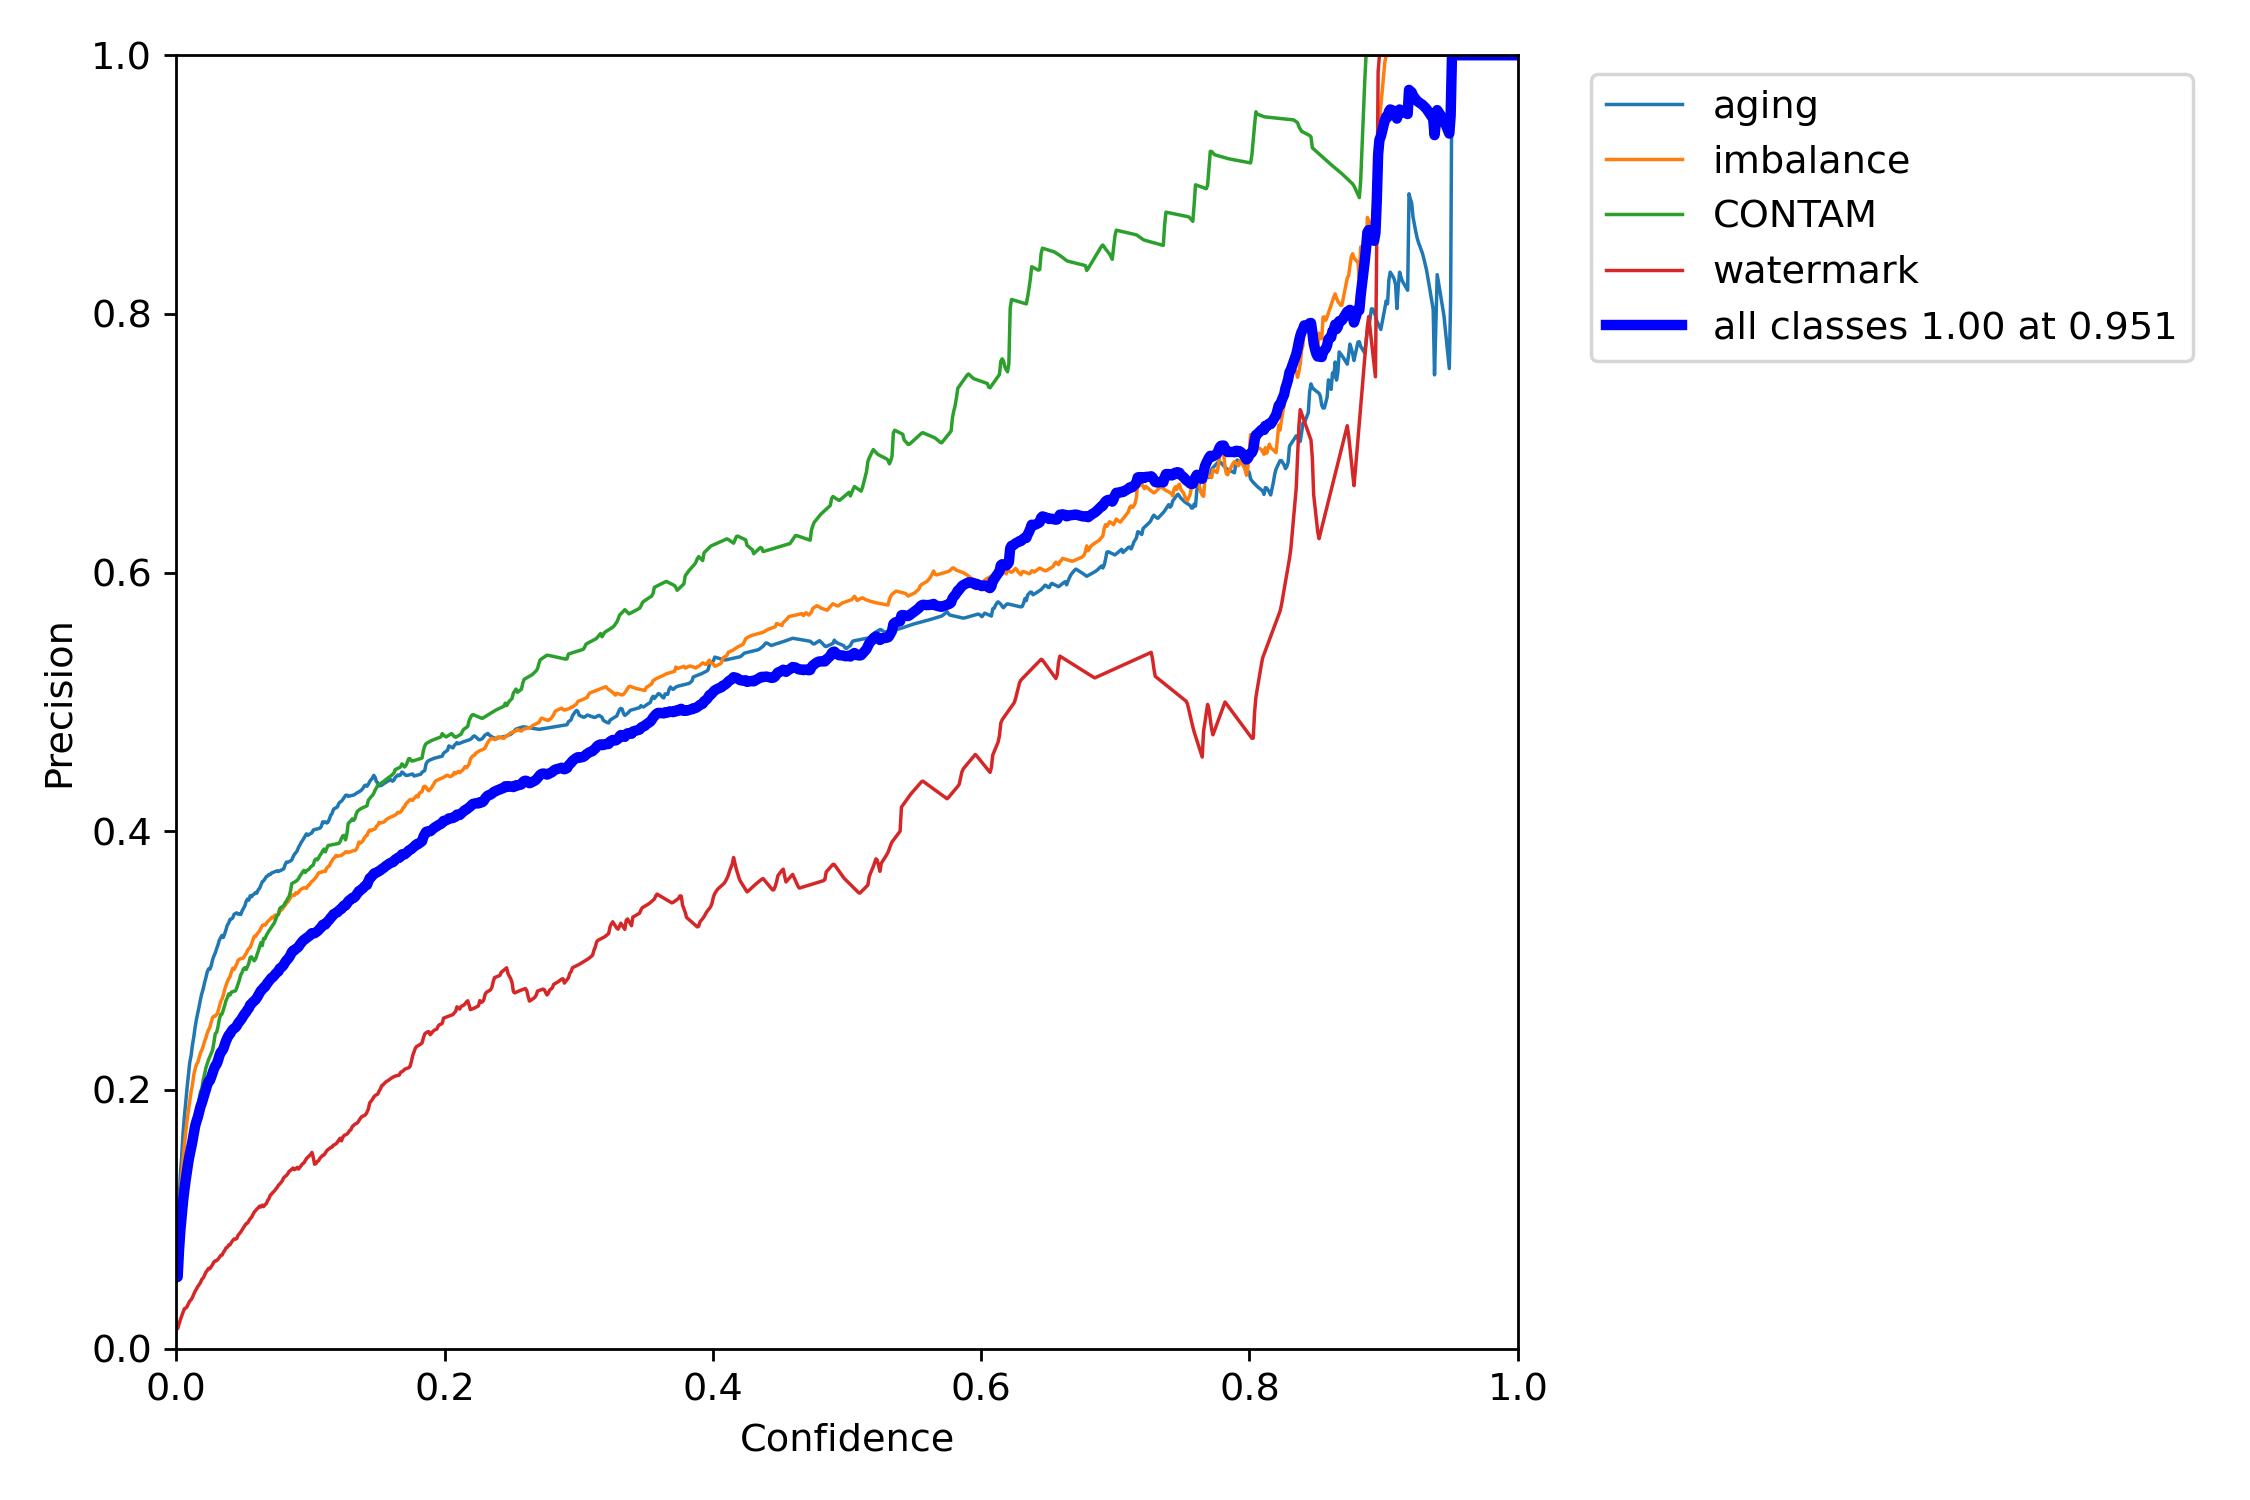 1.0
0.8
0.6
0.4
0.2
0.0
Precision
0.0 0.2 0.4 0.6 0.8 1.0
Confidence
aging
imbalance
CONTAM
watermark
all classes 1.00 at 0.951